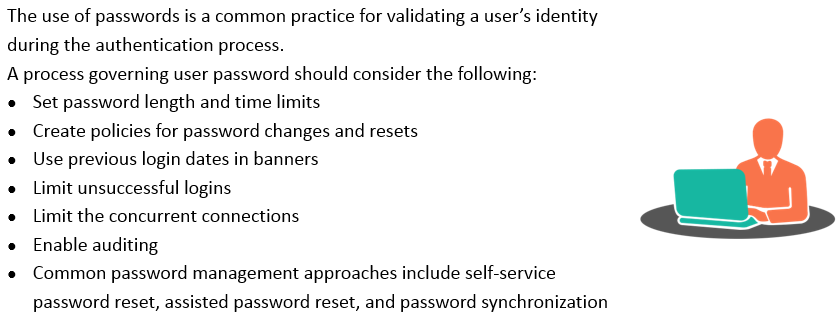 The use of passwords is a common practice for validating a user's identity
during the authentication process.
A process governing user password should consider the following:
• Set password length and time limits
• Create policies for password changes and resets
• Use previous login dates in banners
• Limit unsuccessful logins
• Limit the concurrent connections
• Enable auditing
• Common password management approaches include self-service
password reset, assisted password reset, and password synchronization